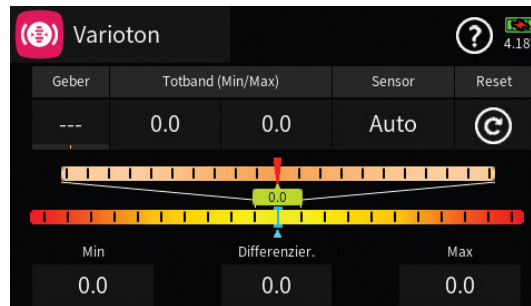 Varioton
?
4.18
Geber Totband (Min/Max) Sensor Reset
--- 0.0 0.0 Auto
0.0
Min Differenzier. Max
0.0 0.0 0.0